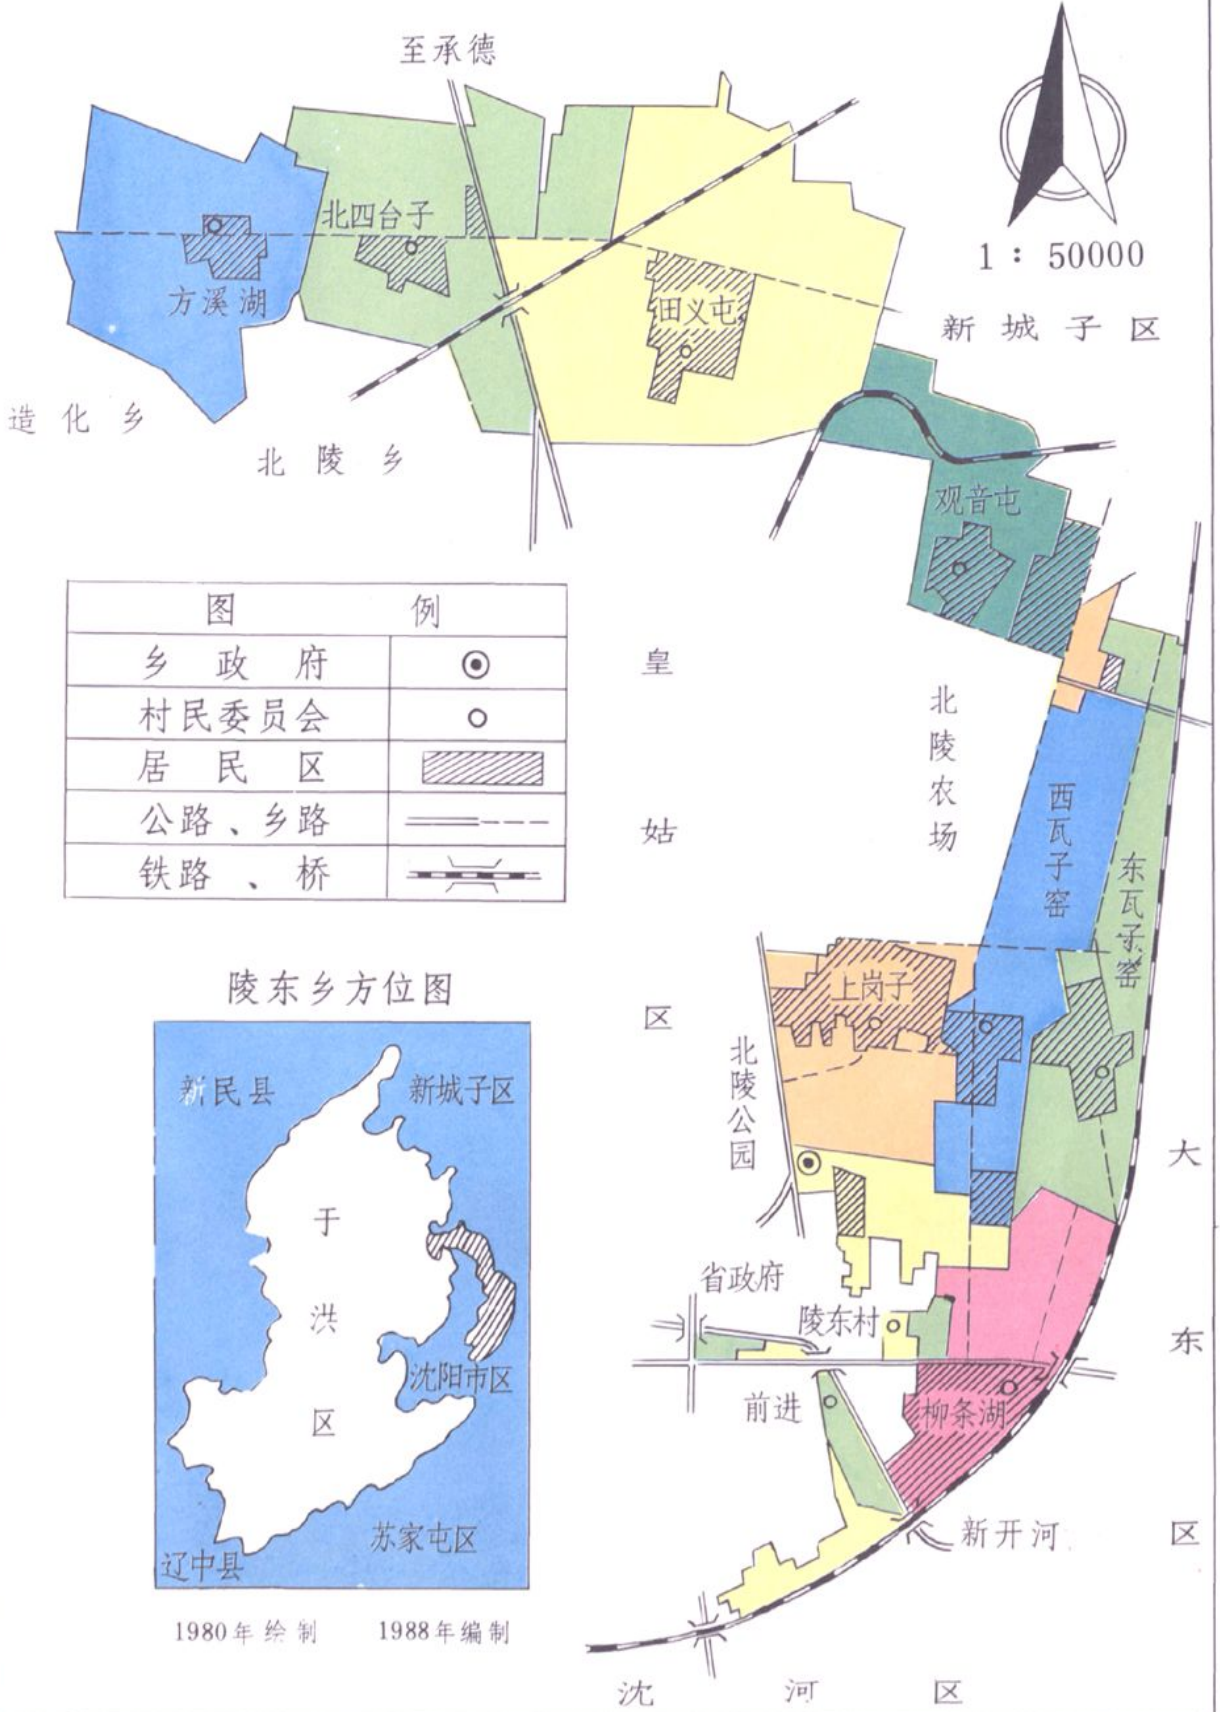 至承德
1：50000
新城子区
北四台子
方溪湖
田义屯
造化乡
北陵乡
观音屯
图例
乡政府
村民委员会
居民区
公路、乡路
铁路、桥
皇姑区
北陵农场
西瓦子窑
东瓦子窑
上岗子
北陵公园
大东区
省政府
陵东村
前进
柳条湖
新开河
沈河区
陵东乡方位图
新民县
新城子区
于洪区
沈阳市区
苏家屯区
辽中县
1980年绘制 1988年编制